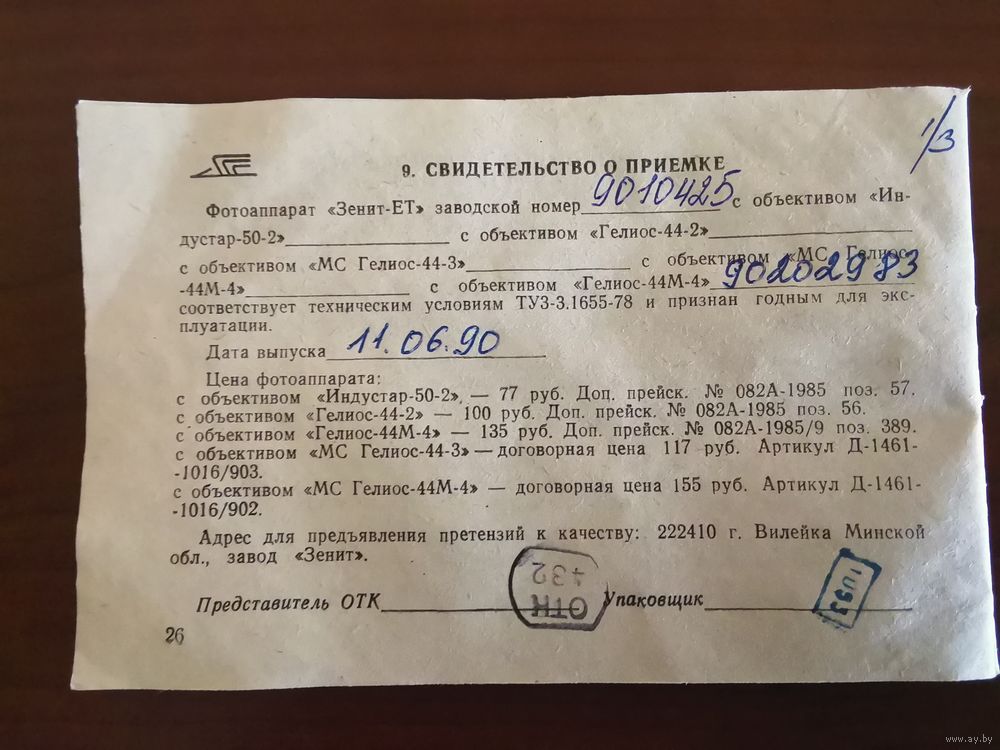 1/3
9. СВИДЕТЕЛЬСТВО О ПРИЕМКЕ
Фотоаппарат «Зенит-ЕТ» заводской номер 9010425 с объективом «Ин-
дустар-50-2» с объективом «Гелиос-44-2»
с объективом «МС Гелиос-44-3» с объективом «МС Гелиос-
-44М-4» с объективом «Гелиос-44М-4»90202983
соответствует техническим условиям ТУ3-3.1655-78 и признан годным для экс-
плуатации.
Дата выпуска 11.06.90
Цена фотоаппарата:
с объективом «Индустар-50-2» — 77 руб. Доп. прейск. № 082А-1985 поз. 57.
с объективом «Гелиос-44-2» — 100 руб. Доп. прейск. № 082А-1985 поз. 56.
с объективом «Гелиос-44М-4» — 135 руб. Доп. прейск. № 082А-1985/9 поз. 389.
с объективом «МС Гелиос-44-3» — договорная цена 117 руб. Артикул Д-1461-
-1016/903.
с объективом «МС Гелиос-44М-4» — договорная цена 155 руб. Артикул Д-1461-
-1016/902.
Адрес для предъявления претензий к качеству: 222410 г. Вилейка Минской
обл., завод «Зенит».
ОТК
432
Представитель ОТК Упаковщик
26
www.ay.by